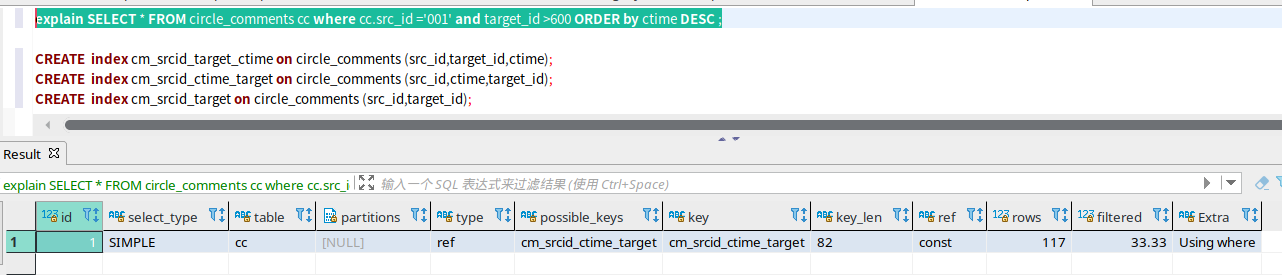 explain SELECT * FROM circle_comments cc where cc.src_id ='001' and target_id >600 ORDER by ctime DESC ;
CREATE index cm_srcid_target_ctime on circle_comments (src_id,target_id,ctime);
CREATE index cm_srcid_ctime_target on circle_comments (src_id,ctime,target_id);
CREATE index cm_srcid_target on circle_comments (src_id,target_id);
Result
explain SELECT * FROM circle_comments cc where cc.src_i 输入一个 SQL 表达式来过滤结果 (使用 Ctrl+Space)
123 id ABC select_type ABC table partitions ABC type ABC possible_keys ABC key ABC key_len ABC ref 123 rows 123 filtered ABC Extra
1 1 SIMPLE cc [NULL] ref cm_srcid_ctime_target cm_srcid_ctime_target 82 const 117 33.33 Using where